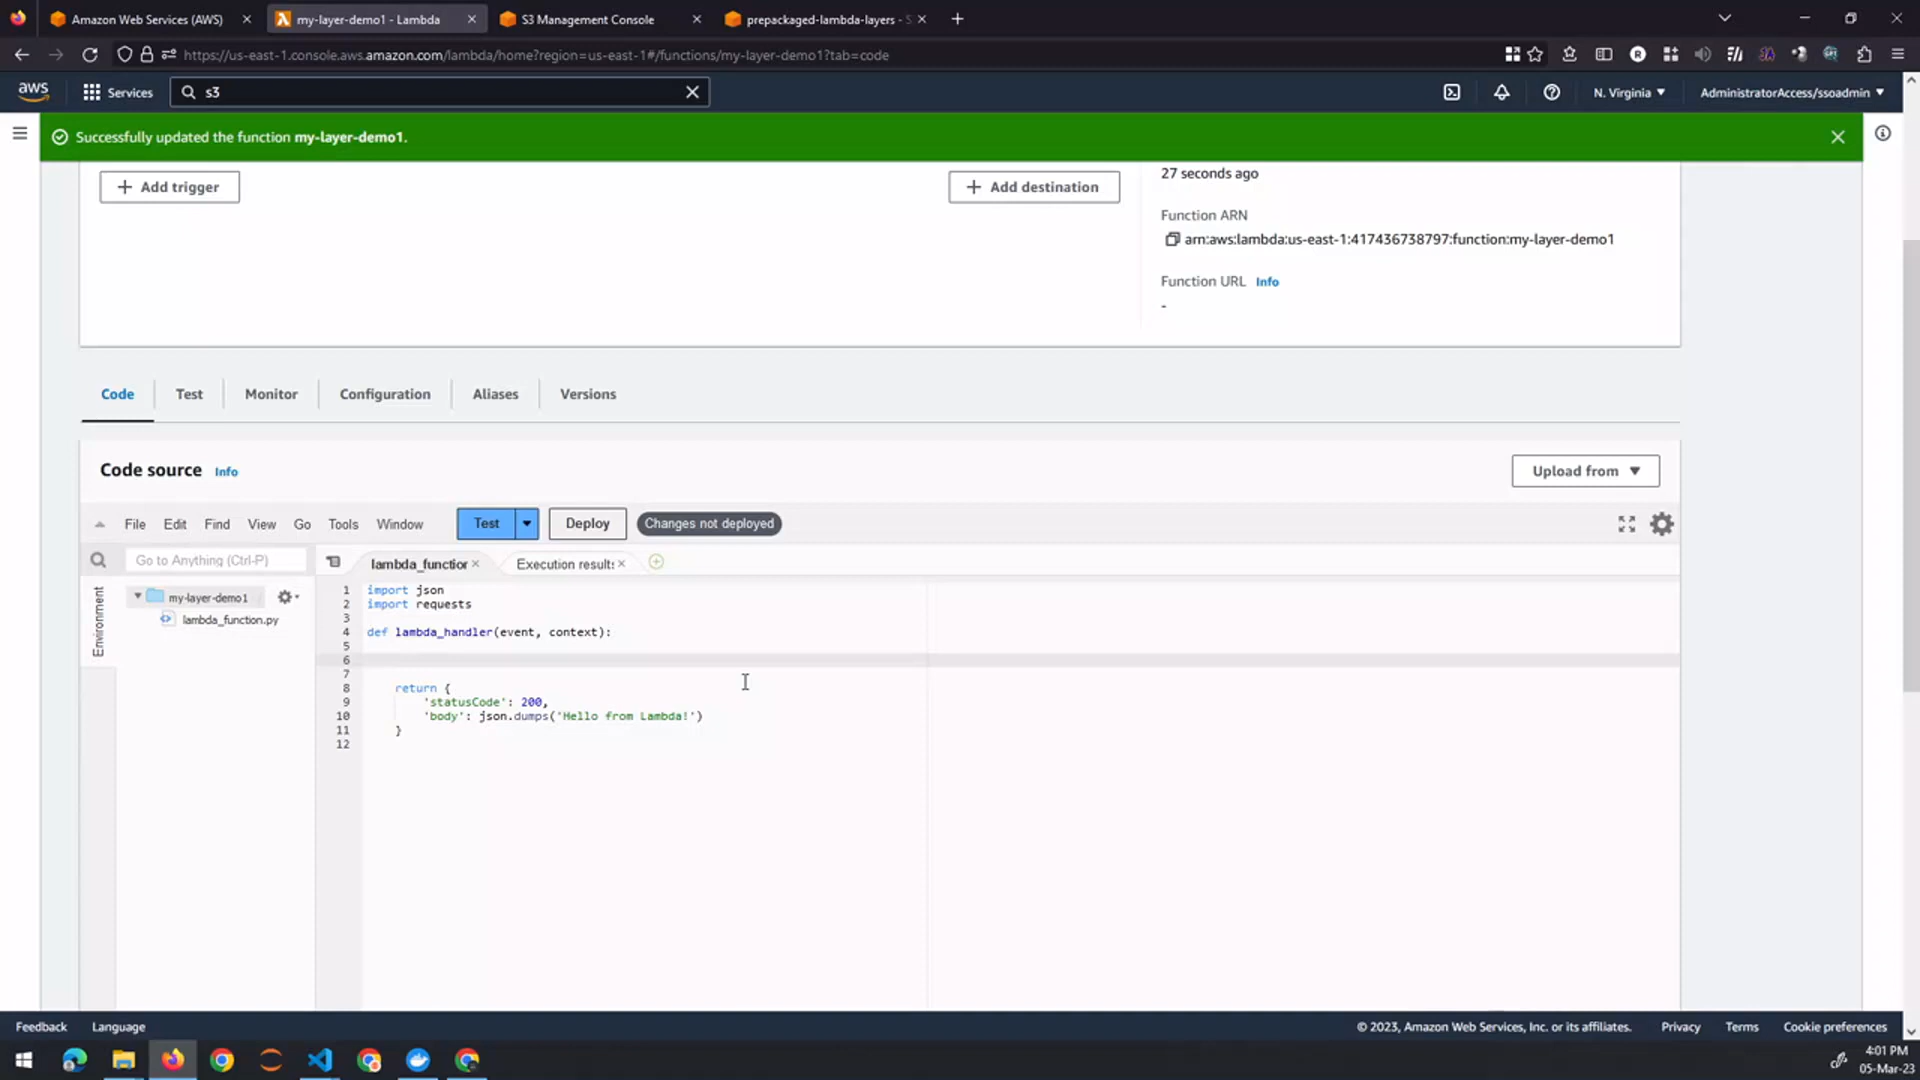 Amazon Web Services (AWS)
my-layer-demo1 - Lambda
S3 Management Console
prepackaged-lambda-layers - S
https://us-east-1.console.aws.amazon.com/lambda/home?region=us-east-1#/functions/my-layer-demo1?tab=code
aws
Services
s3
N. Virginia
AdministratorAccess/ssoadmin
Successfully updated the function my-layer-demo1.
Add trigger
Add destination
27 seconds ago
Function ARN
arn:aws:lambda:us-east-1:417436738797:function:my-layer-demo1
Function URL Info
-
Code
Test
Monitor
Configuration
Aliases
Versions
Code source Info
Upload from
File Edit Find View Go Tools Window
Test
Deploy
Changes not deployed
Go to Anything (Ctrl-P)
lambda_function
Execution results
Environment
my-layer-demo1
lambda_function.py
1 import json
2 import requests
3
4 def lambda_handler(event, context):
5
6
7
8 return {
9 'statusCode': 200,
10 'body': json.dumps('Hello from Lambda!')
11 }
12
Feedback
Language
© 2023, Amazon Web Services, Inc. or its affiliates.
Privacy
Terms
Cookie preferences
4:01 PM
05-Mar-23